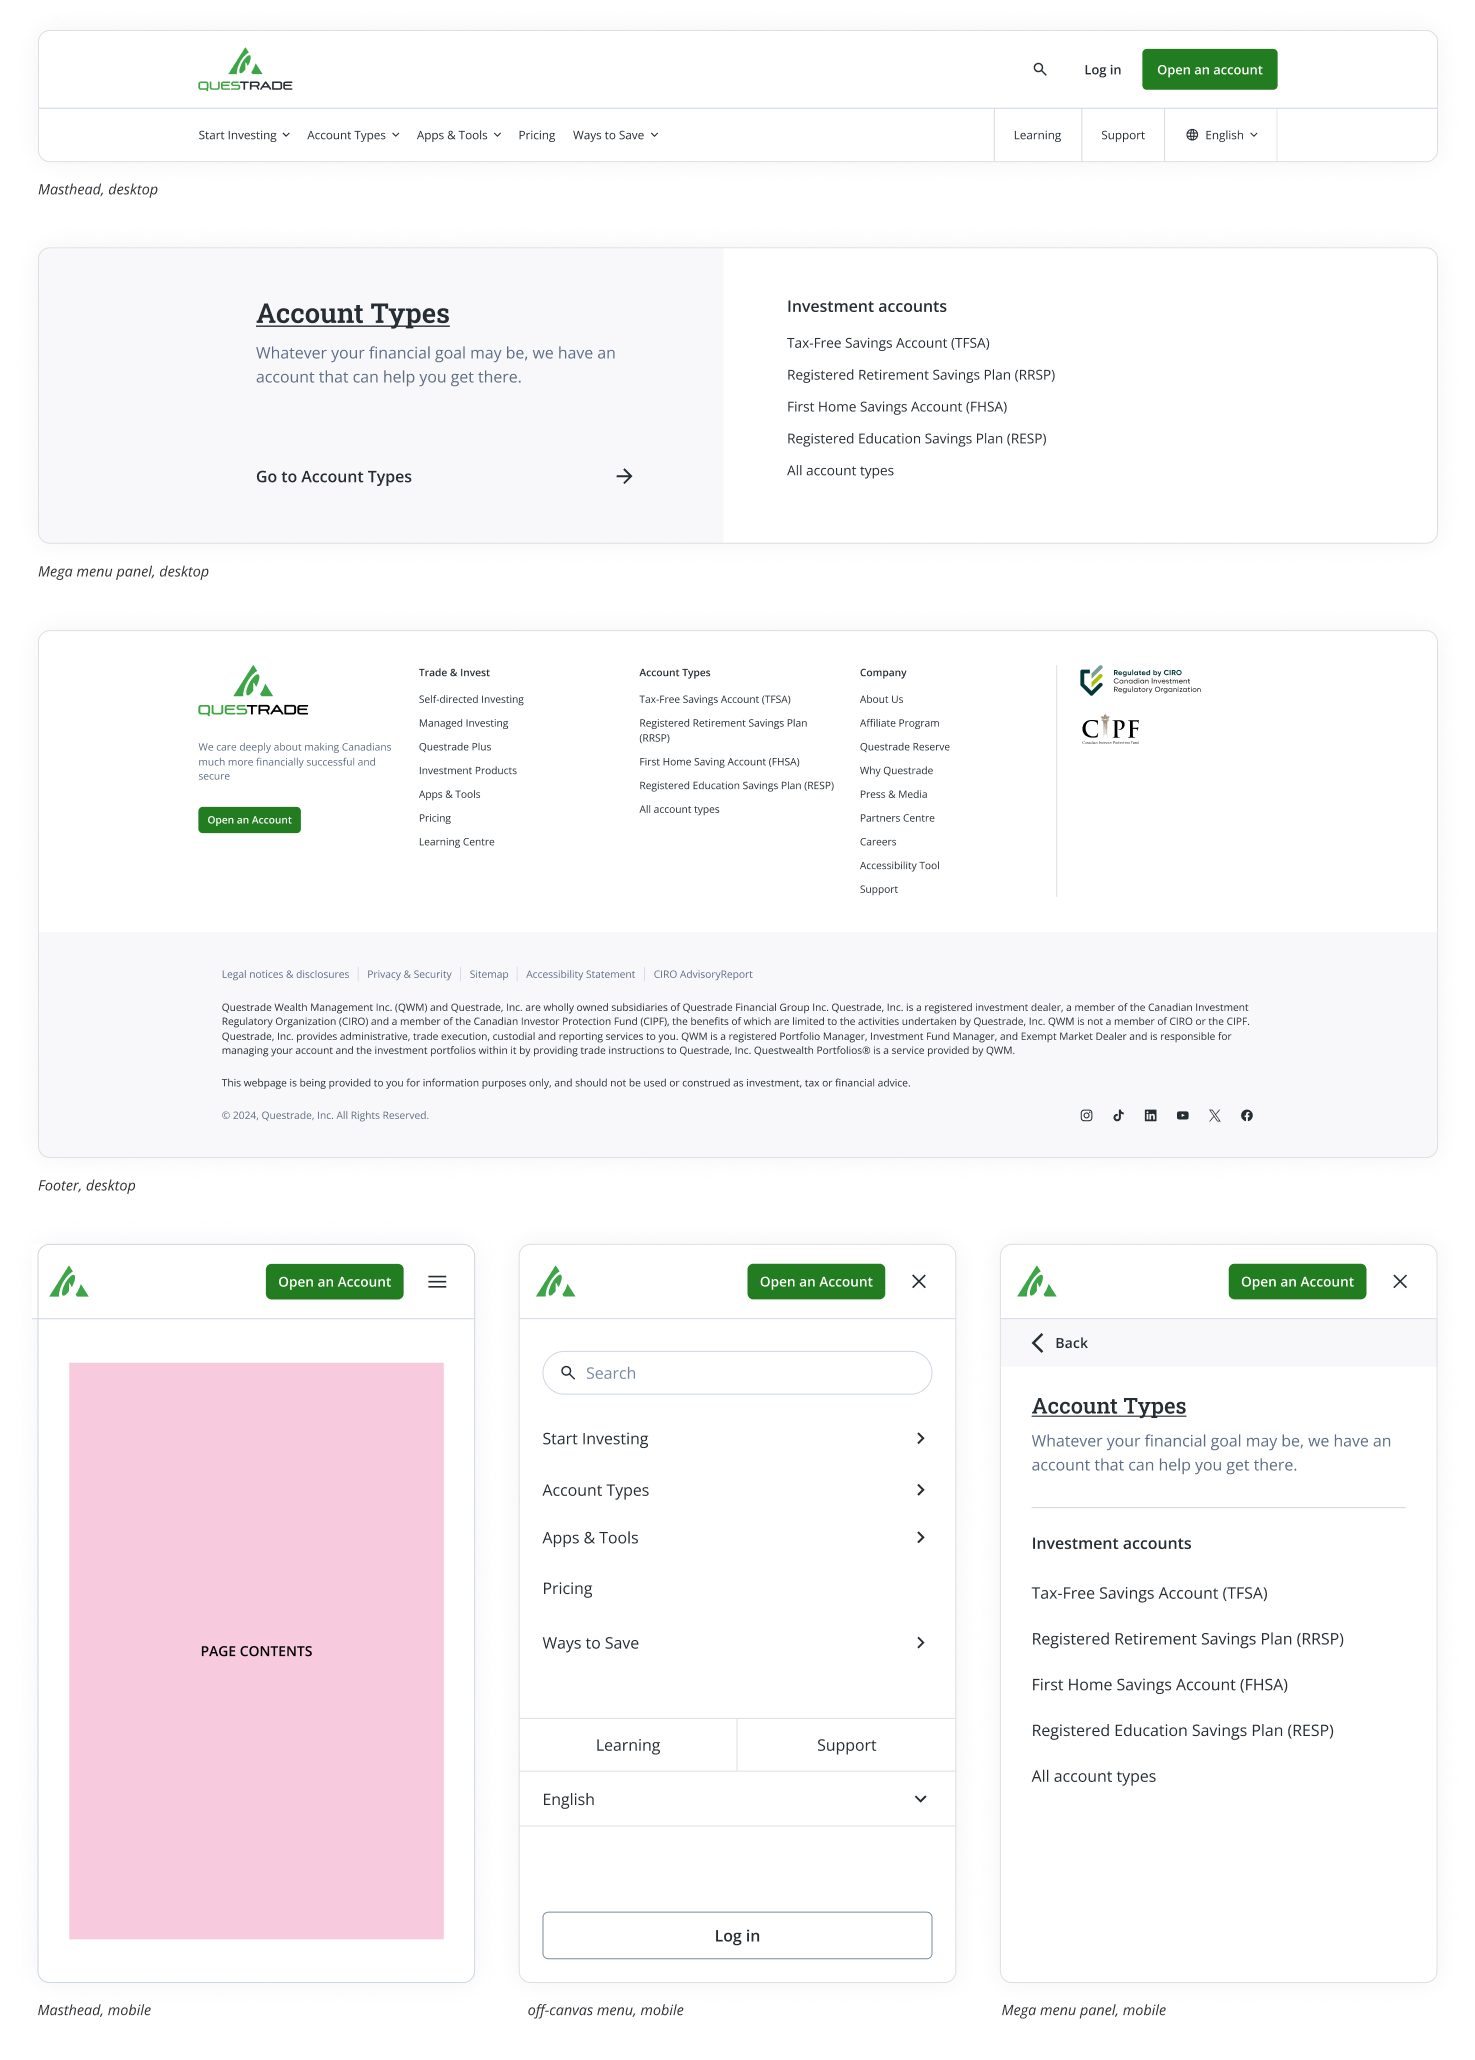 QUESTRADE
Log in
Open an account
Start Investing
Account Types
Apps & Tools
Pricing
Ways to Save
Learning
Support
English
Masthead, desktop
Account Types
Whatever your financial goal may be, we have an
account that can help you get there.
Go to Account Types
Investment accounts
Tax-Free Savings Account (TFSA)
Registered Retirement Savings Plan (RRSP)
First Home Savings Account (FHSA)
Registered Education Savings Plan (RESP)
All account types
Mega menu panel, desktop
QUESTRADE
We care deeply about making Canadians
much more financially successful and
secure
Open an Account
Trade & Invest
Self-directed Investing
Managed Investing
Questrade Plus
Investment Products
Apps & Tools
Pricing
Learning Centre
Account Types
Tax-Free Savings Account (TFSA)
Registered Retirement Savings Plan
(RRSP)
First Home Saving Account (FHSA)
Registered Education Savings Plan (RESP)
All account types
Company
About Us
Affiliate Program
Questrade Reserve
Why Questrade
Press & Media
Partners Centre
Careers
Accessibility Tool
Support
Regulated by CIRO
Canadian Investment
Regulatory Organization
CIPF
Canadian Investor Protection Fund
Legal notices & disclosures
Privacy & Security
Sitemap
Accessibility Statement
CIRO AdvisoryReport
Questrade Wealth Management Inc. (QWM) and Questrade, Inc. are wholly owned subsidiaries of Questrade Financial Group Inc. Questrade, Inc. is a registered investment dealer, a member of the Canadian Investment
Regulatory Organization (CIRO) and a member of the Canadian Investor Protection Fund (CIPF), the benefits of which are limited to the activities undertaken by Questrade, Inc. QWM is not a member of CIRO or the CIPF.
Questrade, Inc. provides administrative, trade execution, custodial and reporting services to you. QWM is a registered Portfolio Manager, Investment Fund Manager, and Exempt Market Dealer and is responsible for
managing your account and the investment portfolios within it by providing trade instructions to Questrade, Inc. Questwealth Portfolios® is a service provided by QWM.
This webpage is being provided to you for information purposes only, and should not be used or construed as investment, tax or financial advice.
© 2024, Questrade, Inc. All Rights Reserved.
Footer, desktop
Open an Account
PAGE CONTENTS
Masthead, mobile
Open an Account
Search
Start Investing
Account Types
Apps & Tools
Pricing
Ways to Save
Learning
Support
English
Log in
off-canvas menu, mobile
Open an Account
Back
Account Types
Whatever your financial goal may be, we have an
account that can help you get there.
Investment accounts
Tax-Free Savings Account (TFSA)
Registered Retirement Savings Plan (RRSP)
First Home Savings Account (FHSA)
Registered Education Savings Plan (RESP)
All account types
Mega menu panel, mobile